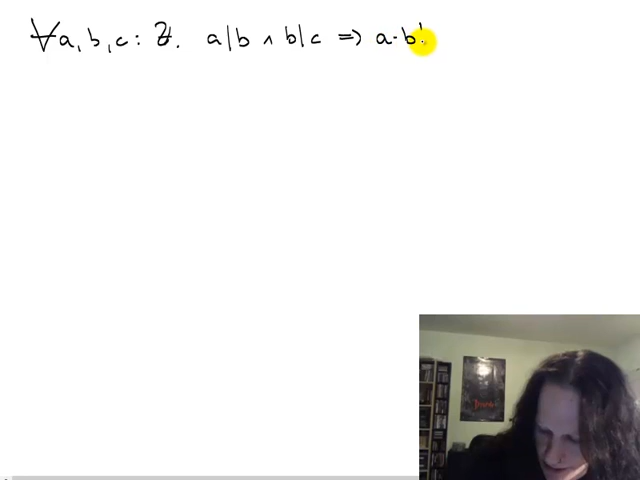 ∀a, b, c : ℤ. a|b ∧ b|c ⇒ a·b